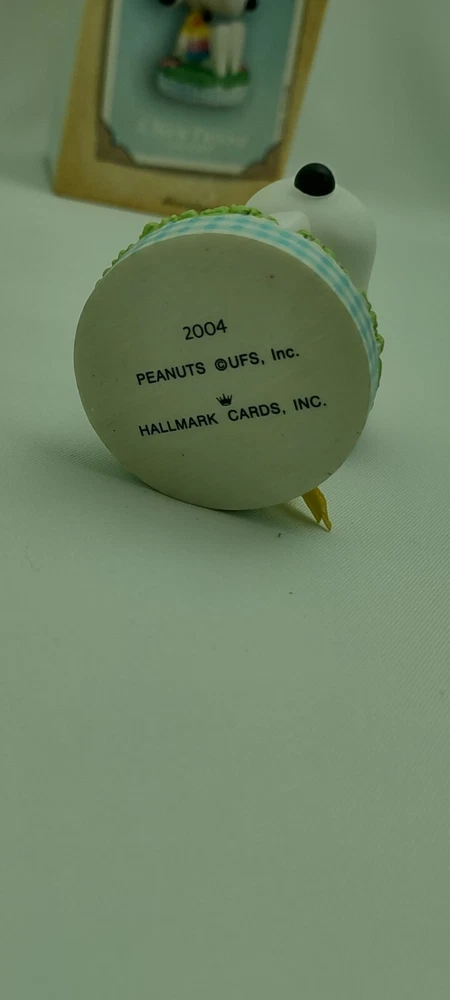 2004
PEANUTS ©UFS, Inc.
HALLMARK CARDS, INC.